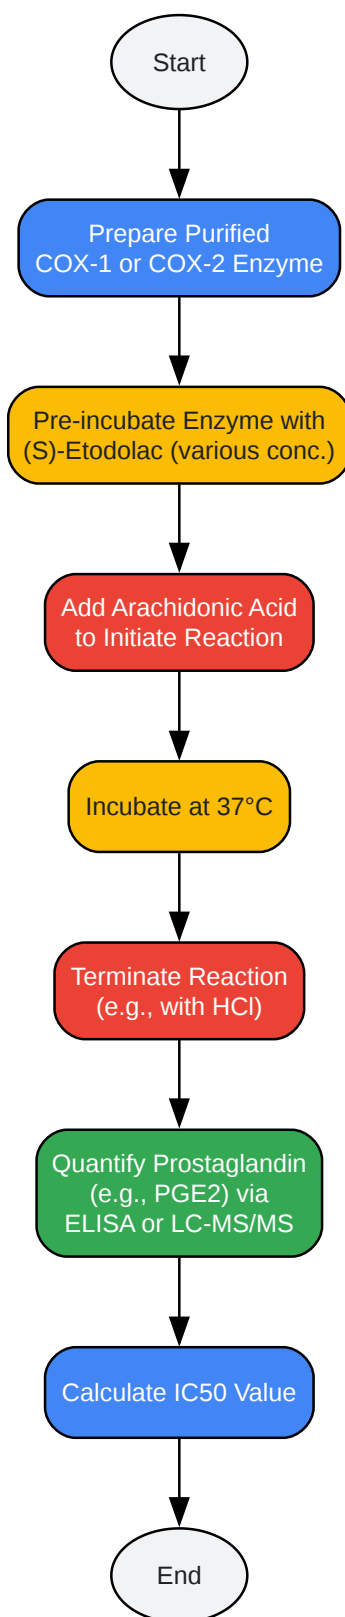 Start
Prepare Purified
COX-1 or COX-2 Enzyme
Pre-incubate Enzyme with
(S)-Etodolac (various conc.)
Add Arachidonic Acid
to Initiate Reaction
Incubate at 37°C
Terminate Reaction
(e.g., with HCl)
Quantify Prostaglandin
(e.g., PGE2) via
ELISA or LC-MS/MS
Calculate IC50 Value
End